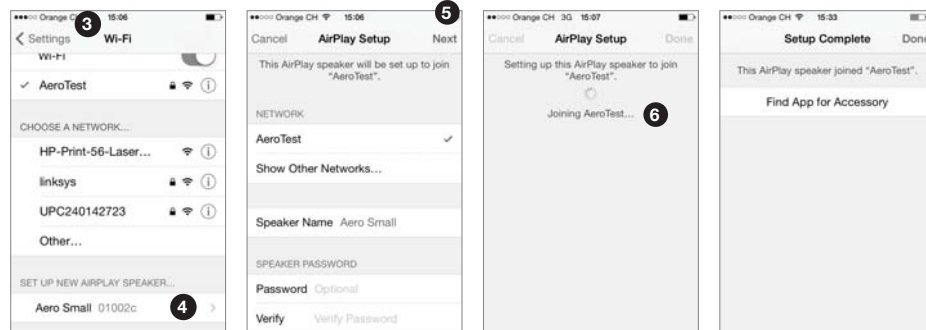 Orange CH 15:06
3
Settings Wi-Fi
Wi-Fi
AeroTest
CHOOSE A NETWORK...
HP-Print-56-Laser...
linksys
UPC240142723
Other...
SET UP NEW AIRPLAY SPEAKER...
Aero Small 01002c
4
Orange CH 15:06
5
Cancel AirPlay Setup Next
This AirPlay speaker will be set up to join
“AeroTest”.
NETWORK
AeroTest
Show Other Networks...
Speaker Name Aero Small
SPEAKER PASSWORD
Password Optional
Verify Verify Password
Orange CH 3G 15:07
Cancel AirPlay Setup Done
Setting up this AirPlay speaker to join
“AeroTest”.
Joining AeroTest...
6
Orange CH 15:33
Setup Complete Done
This AirPlay speaker joined “AeroTest”.
Find App for Accessory